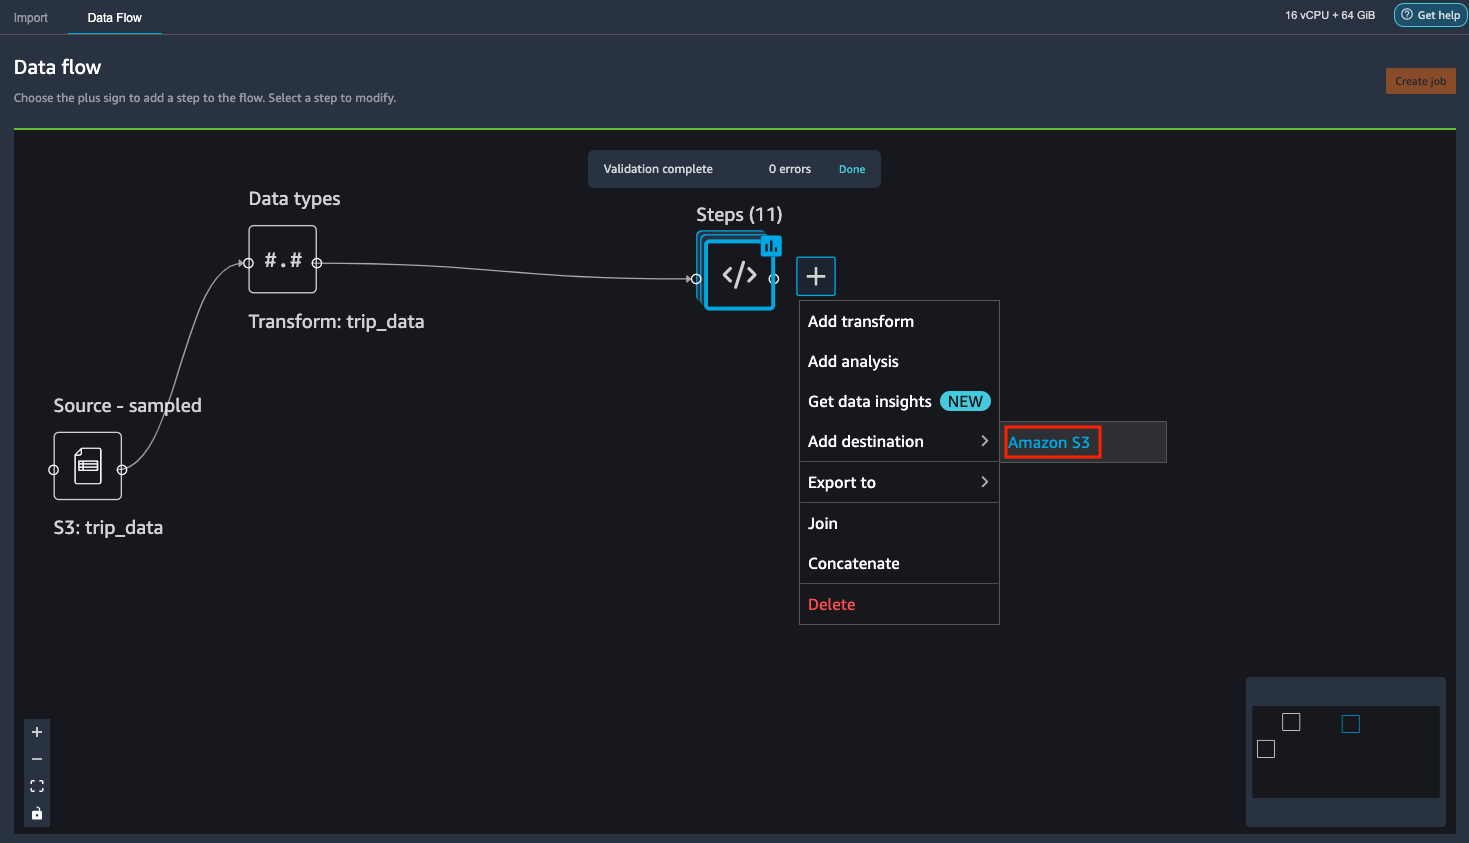 Import
Data Flow
16 vCPU + 64 GiB
Get help
Data flow
Choose the plus sign to add a step to the flow. Select a step to modify.
Create job
Validation complete
0 errors
Done
Data types
#.#
Transform: trip_data
Steps (11)
</>
Source - sampled
S3: trip_data
Add transform
Add analysis
Get data insights NEW
Add destination
Amazon S3
Export to
Join
Concatenate
Delete